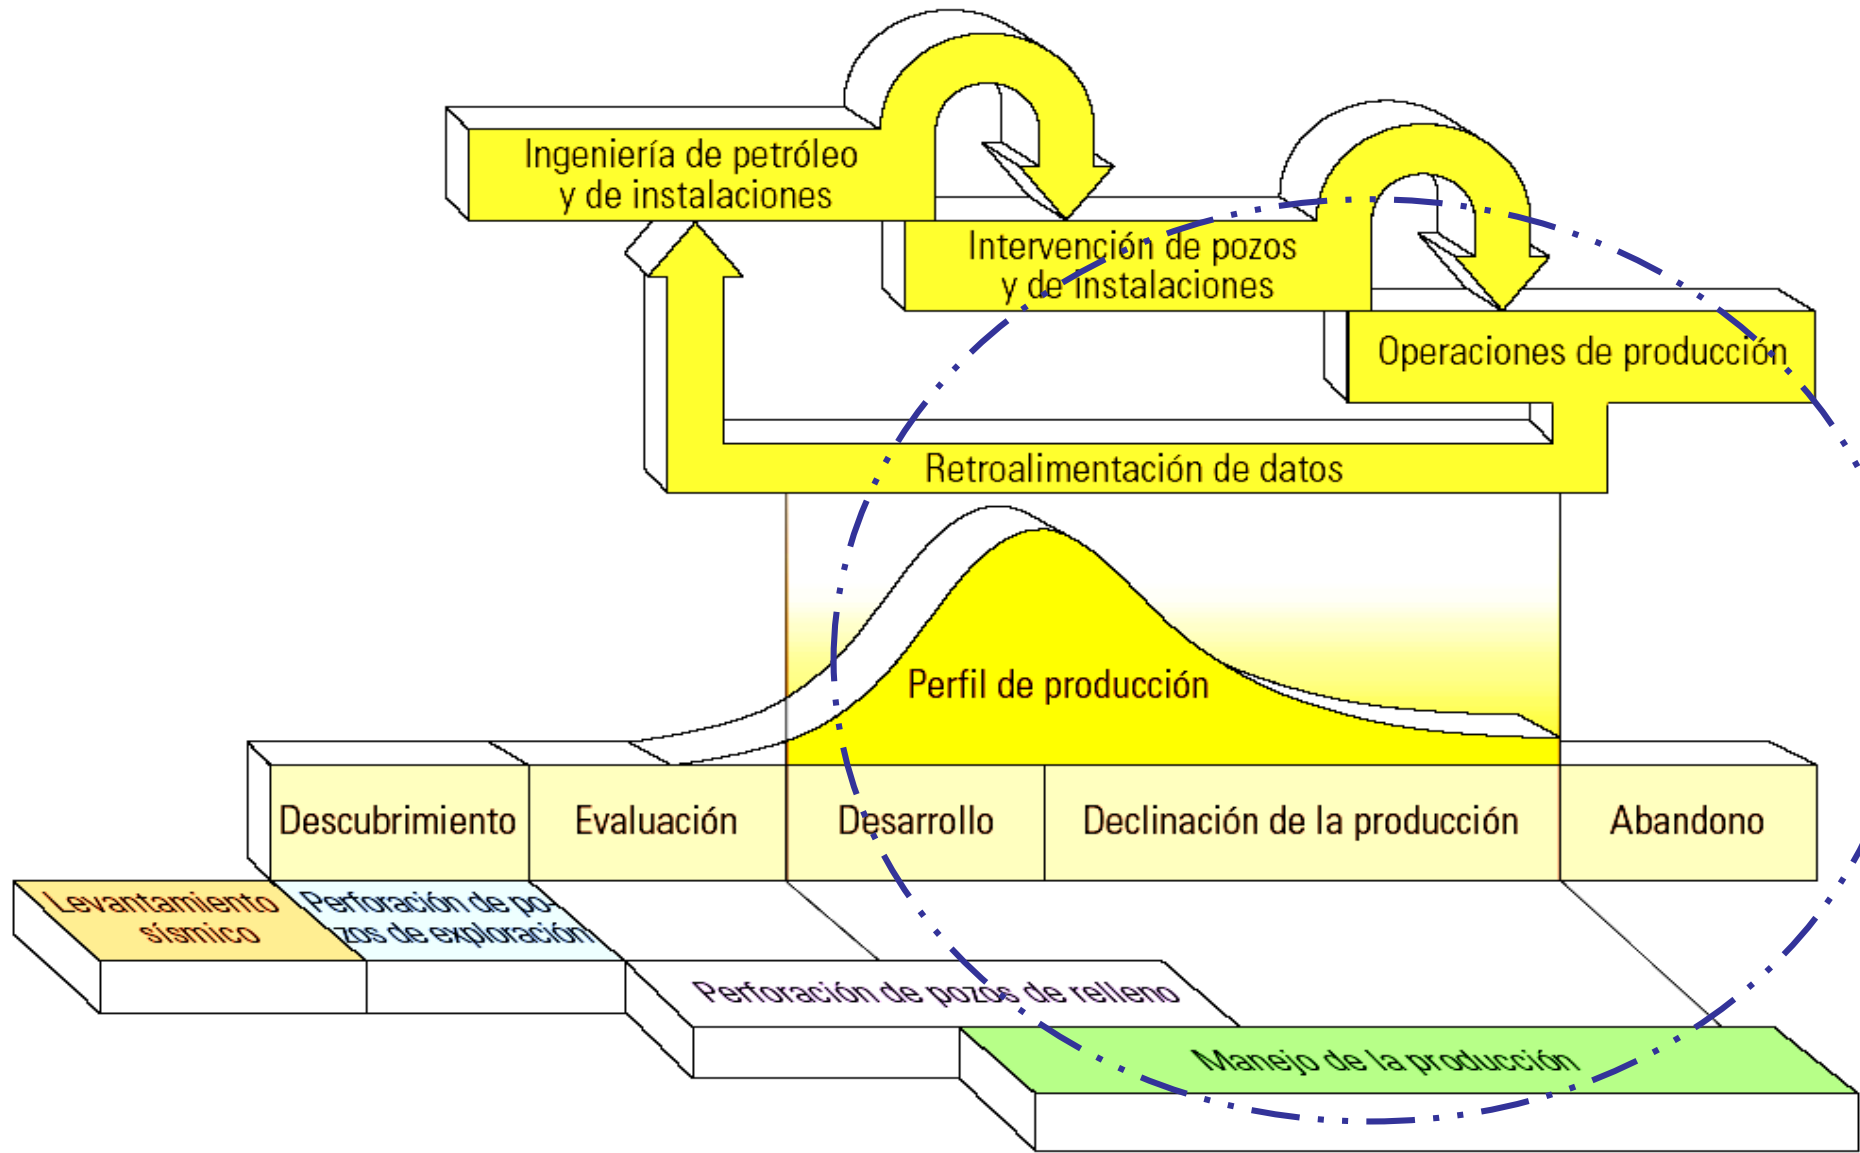 Ingeniería de petróleo
y de instalaciones
Intervención de pozos
y de instalaciones
Operaciones de producción
Retroalimentación de datos
Perfil de producción
Descubrimiento
Evaluación
Desarrollo
Declinación de la producción
Abandono
Levantamiento
sísmico
Perforación de po-
zos de exploración
Perforación de pozos de relleno
Manejo de la producción